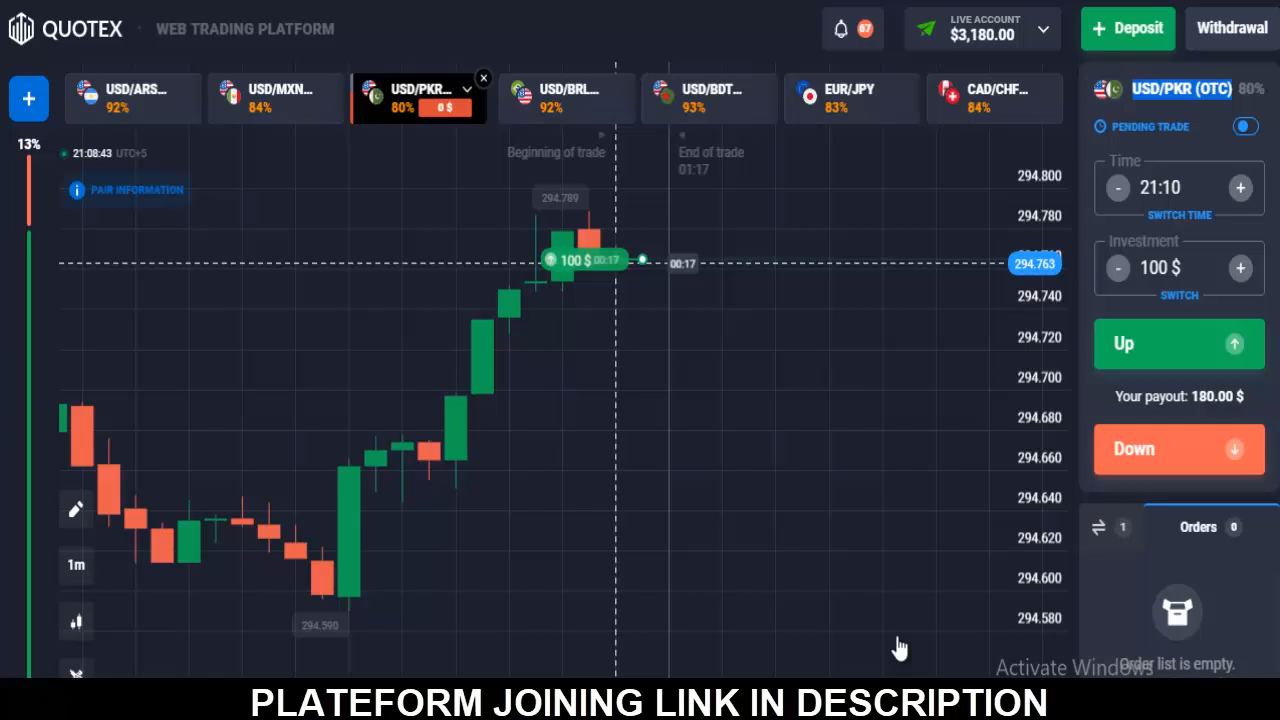 QUOTEX
WEB TRADING PLATFORM
67
LIVE ACCOUNT
$3,180.00
+ Deposit
Withdrawal
+
USD/ARS...
92%
USD/MXN...
84%
USD/PKR...
80%
0 $
USD/BRL...
92%
USD/BDT...
93%
EUR/JPY
83%
CAD/CHF...
84%
13%
21:08:43 UTC+5
PAIR INFORMATION
Beginning of trade
End of trade
01:17
294.789
100 $ 00:17
00:17
294.590
294.800
294.780
294.763
294.740
294.720
294.700
294.680
294.660
294.640
294.620
294.600
294.580
1m
USD/PKR (OTC) 80%
PENDING TRADE
Time
- 21:10 +
SWITCH TIME
Investment
- 100 $ +
SWITCH
Up
Your payout: 180.00 $
Down
1
Orders 0
Order list is empty.
Activate Windows
PLATEFORM JOINING LINK IN DESCRIPTION